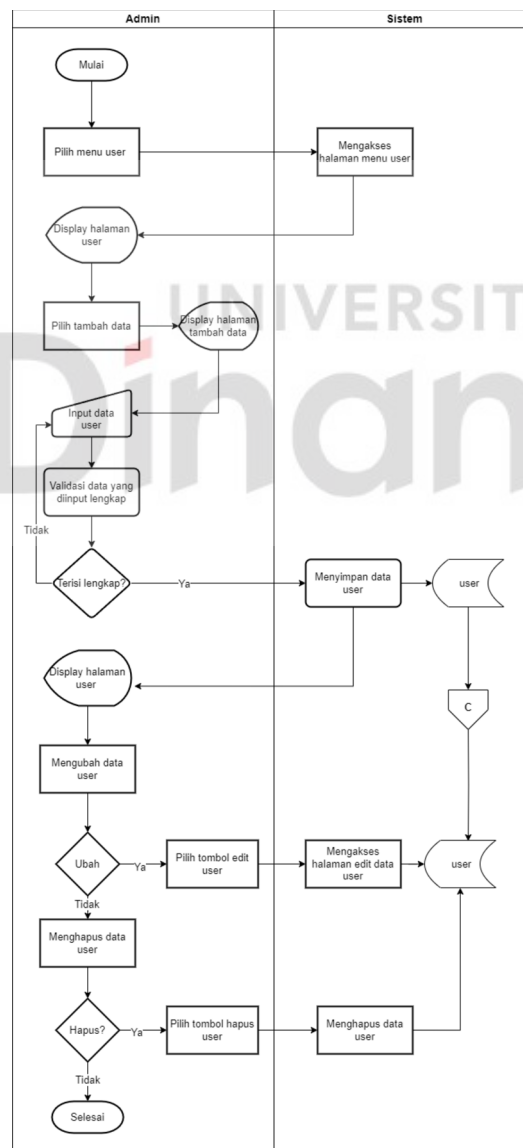 Admin
Sistem
Mulai
Pilih menu user
Mengakses
halaman menu user
Display halaman
user
UNIVERSIT
Pilih tambah data
Display halaman
tambah data
Dinam
Input data
user
Validasi data yang
diinput lengkap
Tidak
Terisi lengkap?
Ya
Menyimpan data
user
user
Display halaman
user
C
Mengubah data
user
Ubah
Ya
Pilih tombol edit
user
Mengakses
halaman edit data
user
user
Tidak
Menghapus data
user
Hapus?
Ya
Pilih tombol hapus
user
Menghapus data
user
Tidak
Selesai